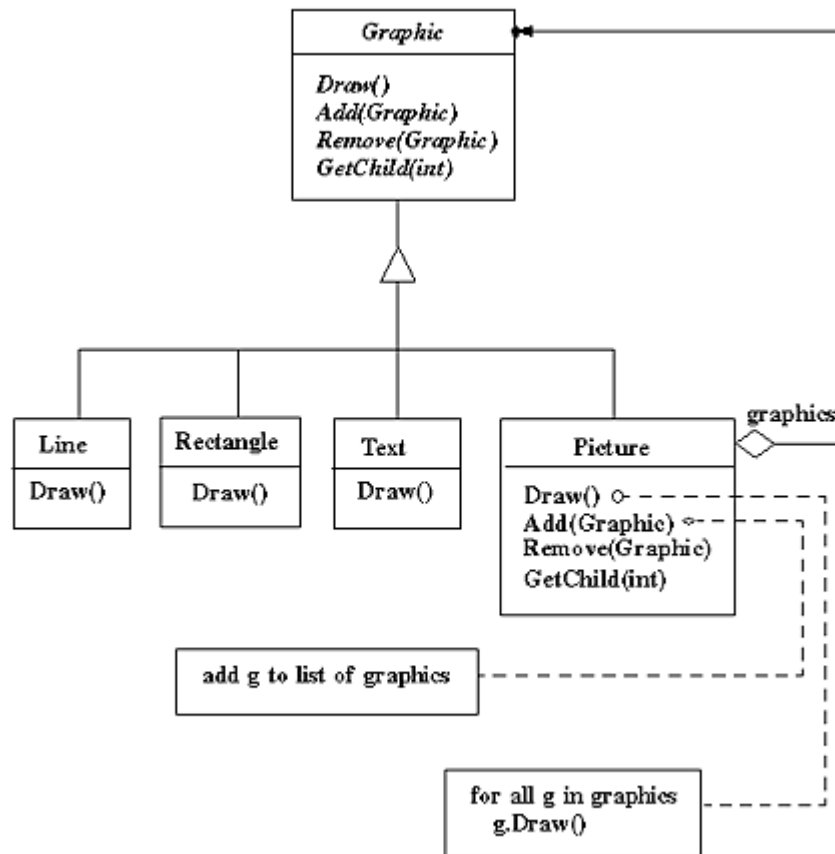 Graphic
Draw()
Add(Graphic)
Remove(Graphic)
GetChild(int)
Line
Draw()
Rectangle
Draw()
Text
Draw()
Picture
Draw()
Add(Graphic)
Remove(Graphic)
GetChild(int)
graphics
add g to list of graphics
for all g in graphics
g.Draw()